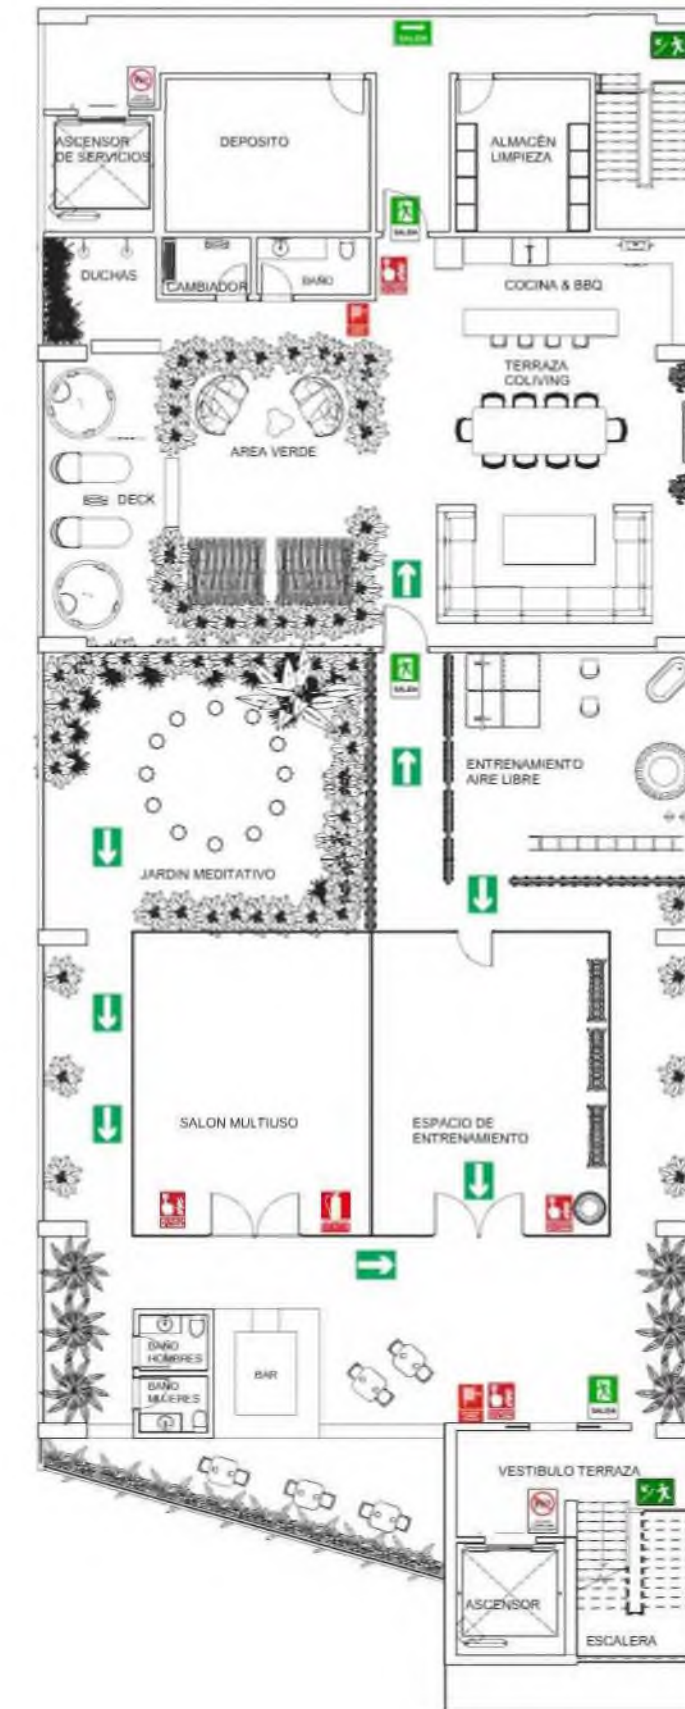 SALIDA
ASCENSOR
DE SERVICIOS
DEPOSITO
ALMACÉN
LIMPIEZA
SALIDA
DUCHAS
CAMBIADOR
BAÑO
COCINA & BBQ
TERRAZA
COLIVING
AREA VERDE
DECK
SALIDA
ENTRENAMIENTO
AIRE LIBRE
JARDIN MEDITATIVO
SALON MULTIUSO
ESPACIO DE
ENTRENAMIENTO
BAÑO
HOMBRES
BAÑO
MUJERES
BAR
SALIDA
VESTIBULO TERRAZA
ASCENSOR
ESCALERA